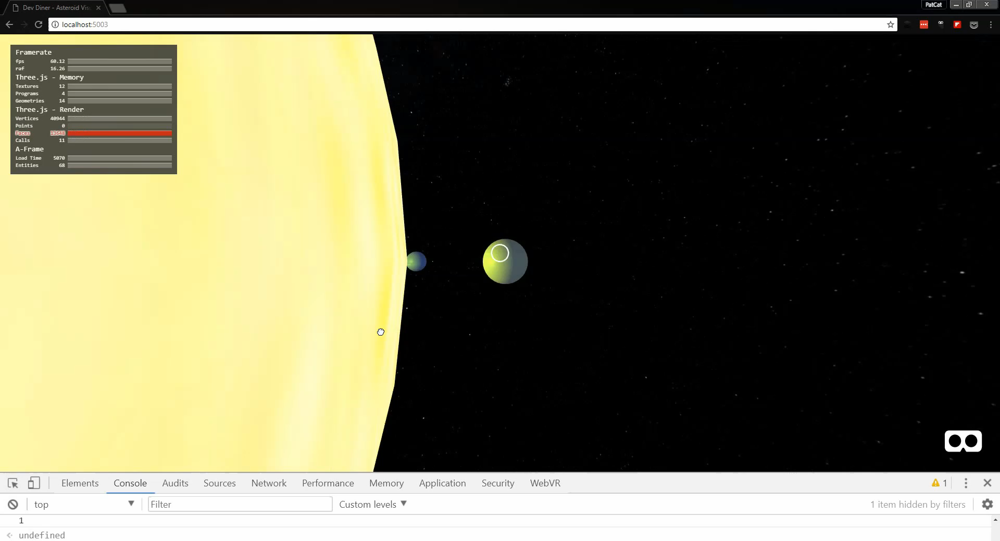 Dev Diner - Asteroid Vis
PatCat
localhost:5003
Framerate
fps 60.12
raf 16.26
Three.js - Memory
Textures 12
Programs 4
Geometries 14
Three.js - Render
Vertices 40944
Points 0
Faces 13648
Calls 11
A-Frame
Load Time 5070
Entities 68
Elements Console Audits Sources Network Performance Memory Application Security WebVR 1
top Filter Custom levels 1 item hidden by filters
1
undefined